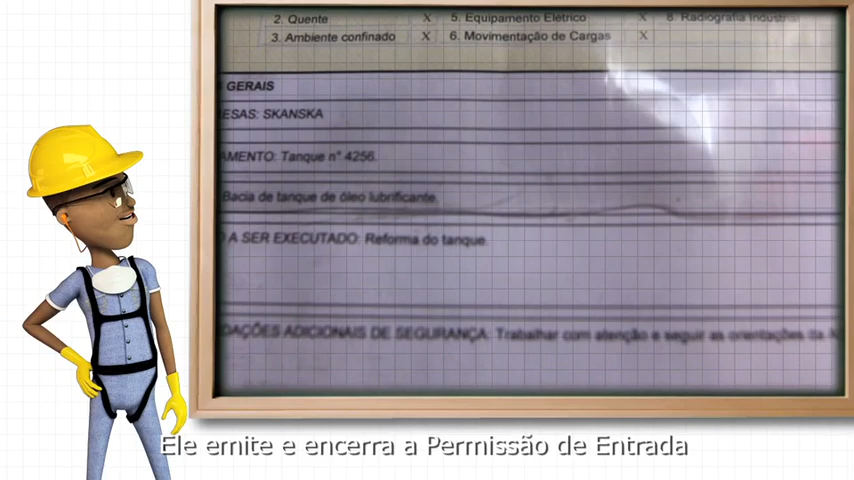 2. Quente X 5. Equipamento Elétrico X 8. Radiografia Industrial
3. Ambiente confinado X 6. Movimentação de Cargas X
GERAIS
ESAS: SKANSKA
AMENTO: Tanque n° 4256.
Bacia de tanque de óleo lubrificante.
A SER EXECUTADO: Reforma do tanque.
DAÇÕES ADICIONAIS DE SEGURANÇA: Trabalhar com atenção e seguir as orientações da
Ele emite e encerra a Permissão de Entrada